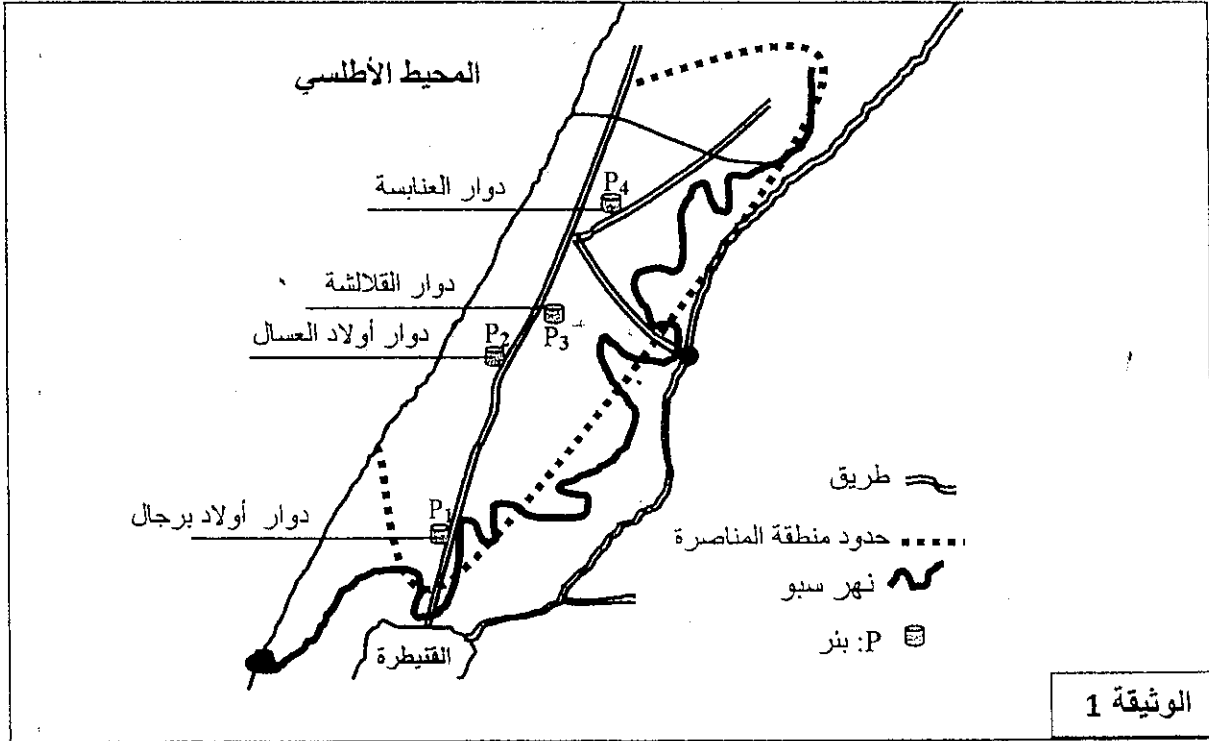 المحيط الأطلسي
دوار العنابسة
P4
دوار القلالشة
P3
دوار أولاد العسال
P2
دوار أولاد برجال
P1
القنيطرة
طريق
حدود منطقة المناصرة
نهر سبو
P: بئر
الوثيقة 1